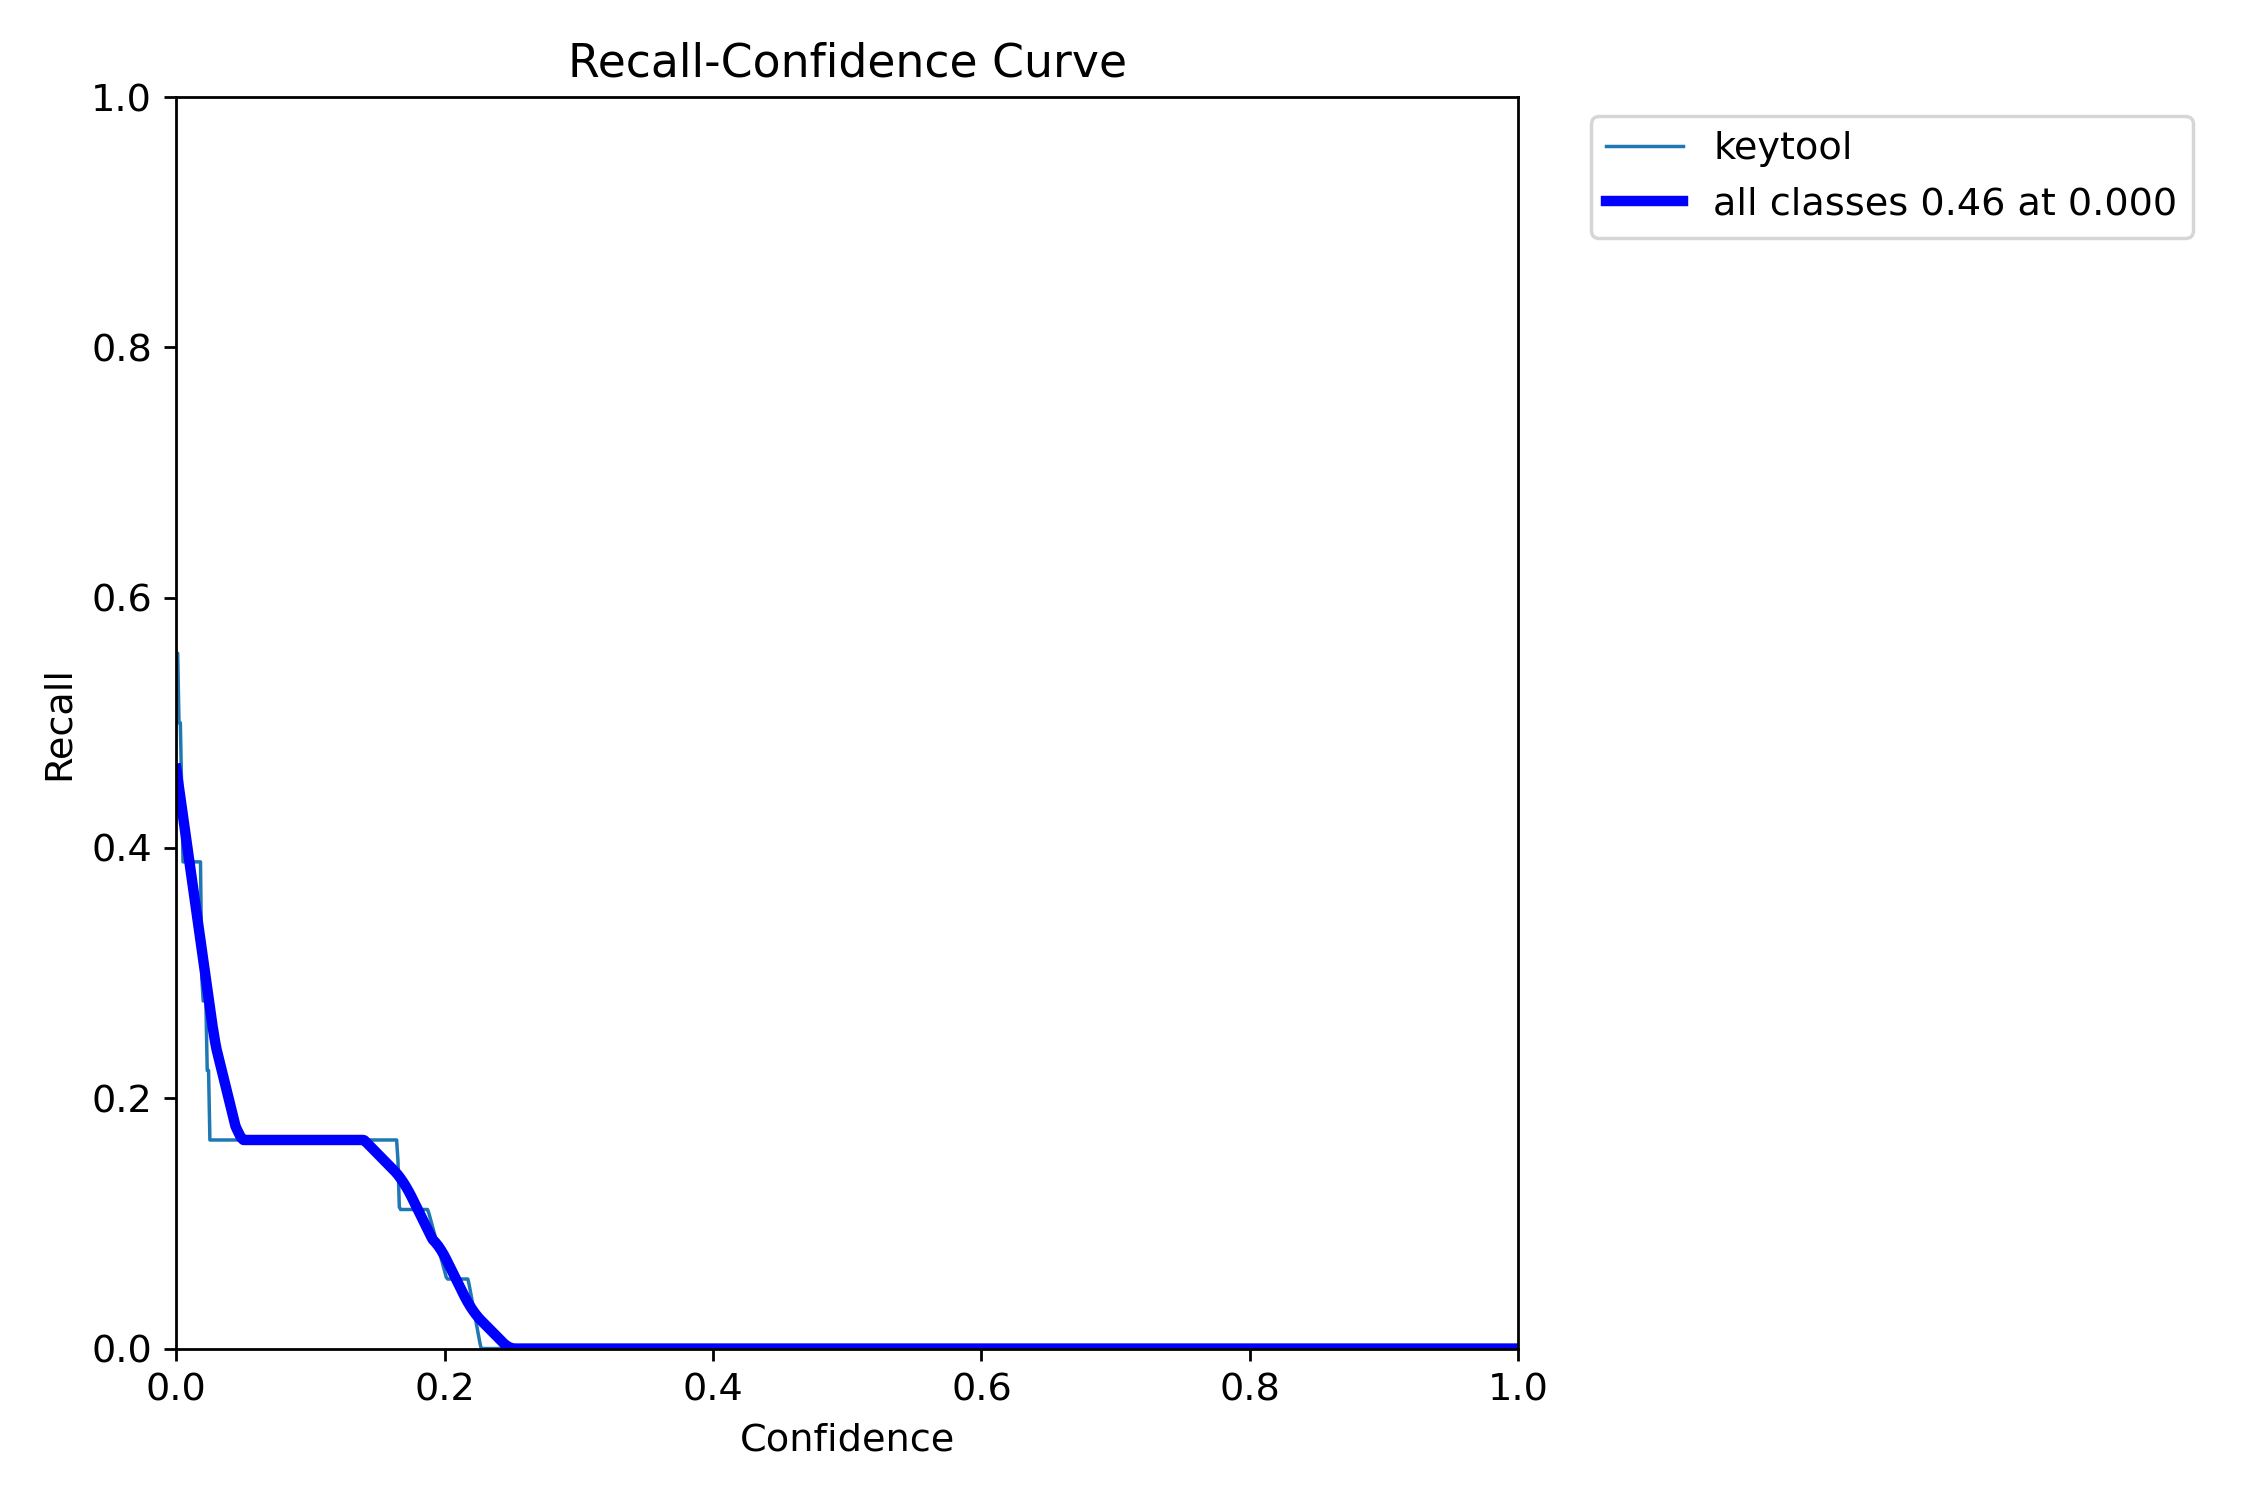 Recall-Confidence Curve
1.0
0.8
0.6
0.4
0.2
0.0
Recall
0.0 0.2 0.4 0.6 0.8 1.0
Confidence
keytool
all classes 0.46 at 0.000